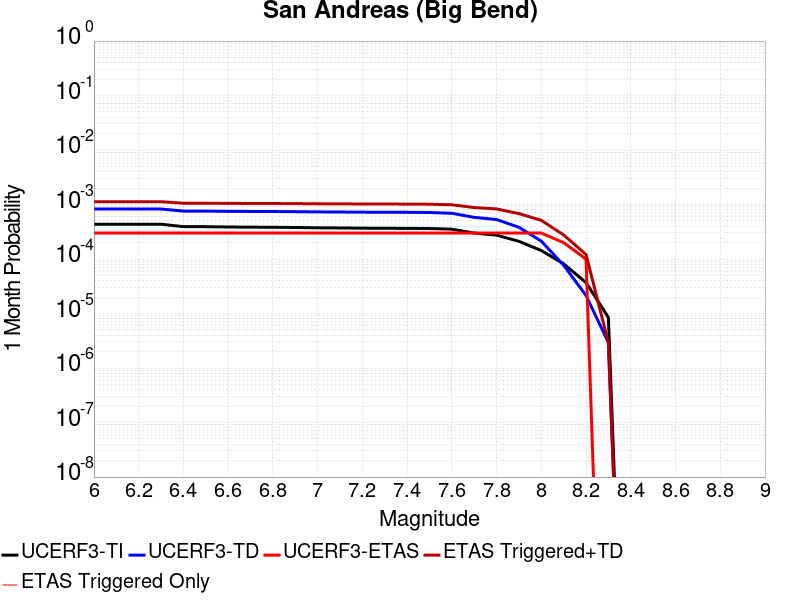 San Andreas (Big Bend)
10^0
10^-1
10^-2
10^-3
10^-4
10^-5
10^-6
10^-7
10^-8
1 Month Probability
6 6.2 6.4 6.6 6.8 7 7.2 7.4 7.6 7.8 8 8.2 8.4 8.6 8.8 9
Magnitude
UCERF3-TI UCERF3-TD UCERF3-ETAS ETAS Triggered+TD
ETAS Triggered Only